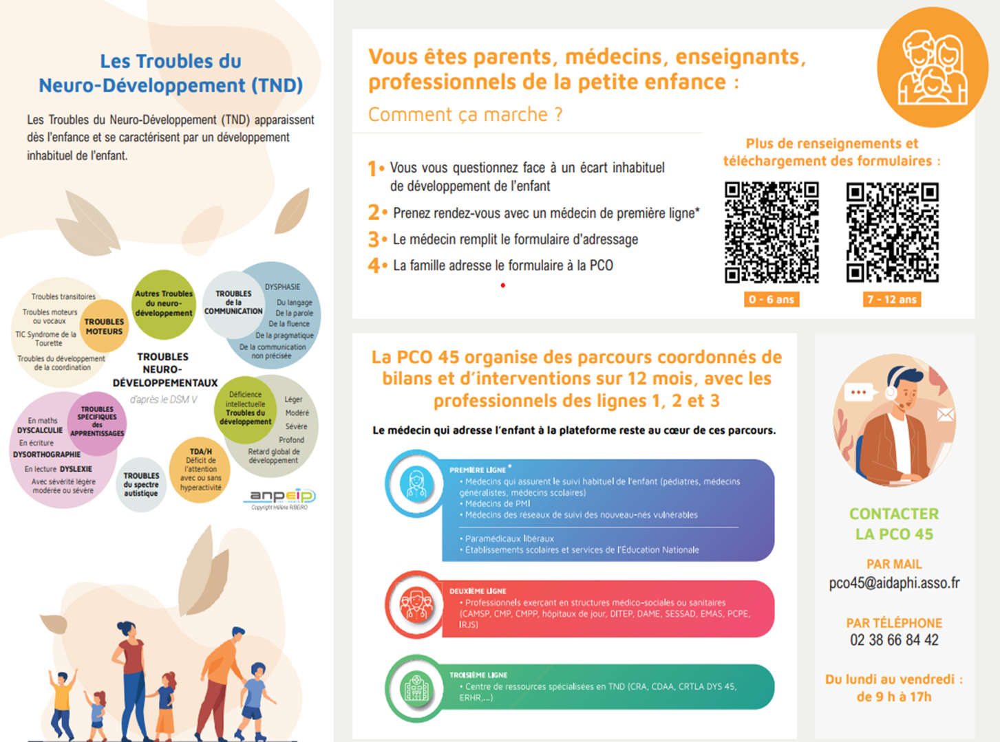 Les Troubles du
Neuro-Développement (TND)
Les Troubles du Neuro-Développement (TND) apparaissent
dès l'enfance et se caractérisent par un développement
inhabituel de l'enfant.
Troubles transitoires
Troubles moteurs
ou vocaux
TIC Syndrome de la
Tourette
Troubles du développement
de la coordination
TROUBLES
MOTEURS
Autres Troubles
du neuro-
développement
TROUBLES
de la
COMMUNICATION
DYSPHASIE
Du langage
De la parole
De la fluence
De la pragmatique
De la communication
non précisée
TROUBLES
NEURO-
DÉVELOPPEMENTAUX
d'après le DSM V
En maths
DYSCALCULIE
En écriture
DYSORTHOGRAPHIE
En lecture DYSLEXIE
Avec sévérité légère
modérée ou sévère
TROUBLES
SPÉCIFIQUES
des
APPRENTISSAGES
TROUBLES
du spectre
autistique
TDA/H
Déficit de
l'attention
avec ou sans
hyperactivité
Déficience
intellectuelle
Troubles du
développement
Léger
Modéré
Sévère
Profond
Retard global de
développement
anpeip
Copyright Hélène RIBEIRO
Vous êtes parents, médecins, enseignants,
professionnels de la petite enfance :
Comment ça marche ?
1• Vous vous questionnez face à un écart inhabituel
de développement de l'enfant
2• Prenez rendez-vous avec un médecin de première ligne*
3• Le médecin remplit le formulaire d'adressage
4• La famille adresse le formulaire à la PCO
Plus de renseignements et
téléchargement des formulaires :
0 - 6 ans
7 - 12 ans
La PCO 45 organise des parcours coordonnés de
bilans et d'interventions sur 12 mois, avec les
professionnels des lignes 1, 2 et 3
Le médecin qui adresse l'enfant à la plateforme reste au cœur de ces parcours.
PREMIÈRE LIGNE*
• Médecins qui assurent le suivi habituel de l'enfant (pédiatres, médecins
généralistes, médecins scolaires)
• Médecins de PMI
• Médecins des réseaux de suivi des nouveau-nés vulnérables
• Paramédicaux libéraux
• Établissements scolaires et services de l'Éducation Nationale
DEUXIÈME LIGNE
• Professionnels exerçant en structures médico-sociales ou sanitaires
(CAMSP, CMP, CMPP, hôpitaux de jour, DITEP, DAME, SESSAD, EMAS, PCPE,
IRJS)
TROISIÈME LIGNE
• Centre de ressources spécialisées en TND (CRA, CDAA, CRTLA DYS 45,
ERHR,...)
CONTACTER
LA PCO 45
PAR MAIL
pco45@aidaphi.asso.fr
PAR TÉLÉPHONE
02 38 66 84 42
Du lundi au vendredi :
de 9 h à 17h